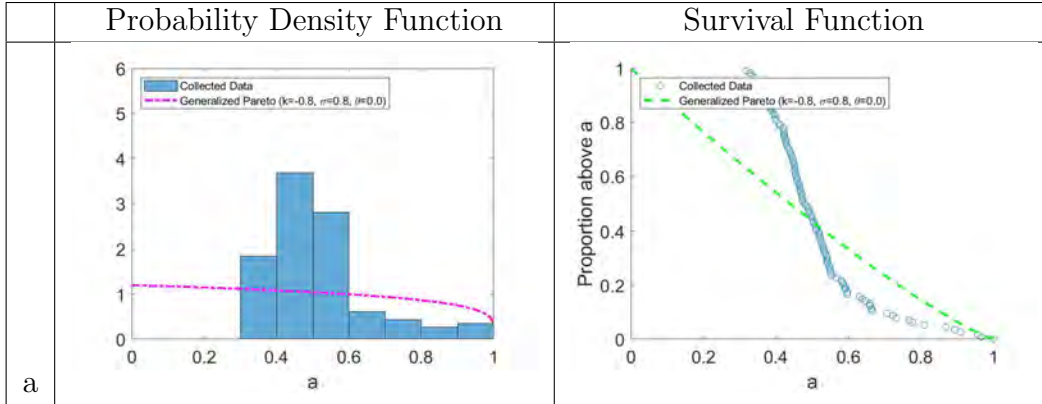 Probability Density Function
Survival Function
6
5
4
3
2
1
0
Collected Data
Generalized Pareto (k=-0.8, σ=0.8, θ=0.0)
0
0.2
0.4
0.6
0.8
1
a
1
0.8
0.6
0.4
0.2
0
Proportion above a
Collected Data
Generalized Pareto (k=-0.8, σ=0.8, θ=0.0)
0
0.2
0.4
0.6
0.8
1
a
a